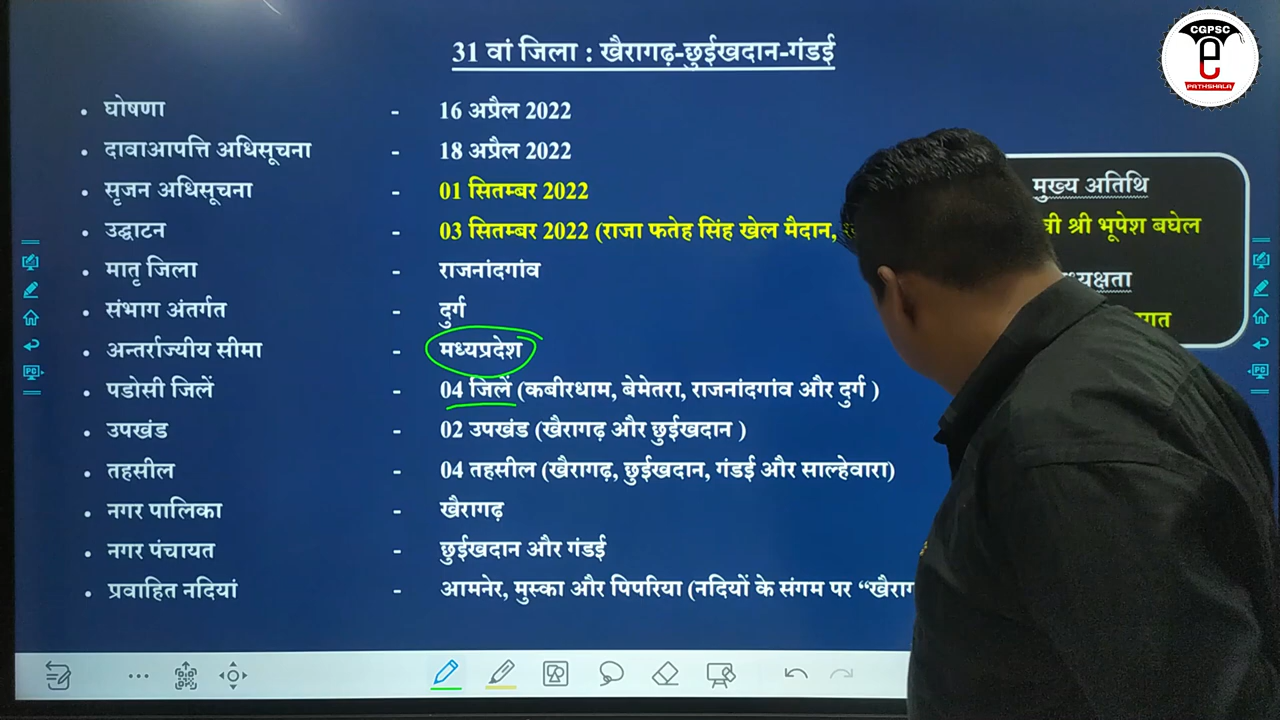 CGPSC
e
PATHSHALA
31 वां जिला : खैरागढ़-छुईखदान-गंडई
• घोषणा - 16 अप्रैल 2022
• दावाआपत्ति अधिसूचना - 18 अप्रैल 2022
• सृजन अधिसूचना - 01 सितम्बर 2022
• उद्घाटन - 03 सितम्बर 2022 (राजा फतेह सिंह खेल मैदान,
• मातृ जिला - राजनांदगांव
• संभाग अंतर्गत - दुर्ग
• अन्तर्राज्यीय सीमा - मध्यप्रदेश
• पडोसी जिलें - 04 जिलें (कबीरधाम, बेमेतरा, राजनांदगांव और दुर्ग )
• उपखंड - 02 उपखंड (खैरागढ़ और छुईखदान )
• तहसील - 04 तहसील (खैरागढ़, छुईखदान, गंडई और साल्हेवारा)
• नगर पालिका - खैरागढ़
• नगर पंचायत - छुईखदान और गंडई
• प्रवाहित नदियां - आमनेर, मुस्का और पिपरिया (नदियों के संगम पर
मुख्य अतिथि
श्री भूपेश बघेल
PC
PC